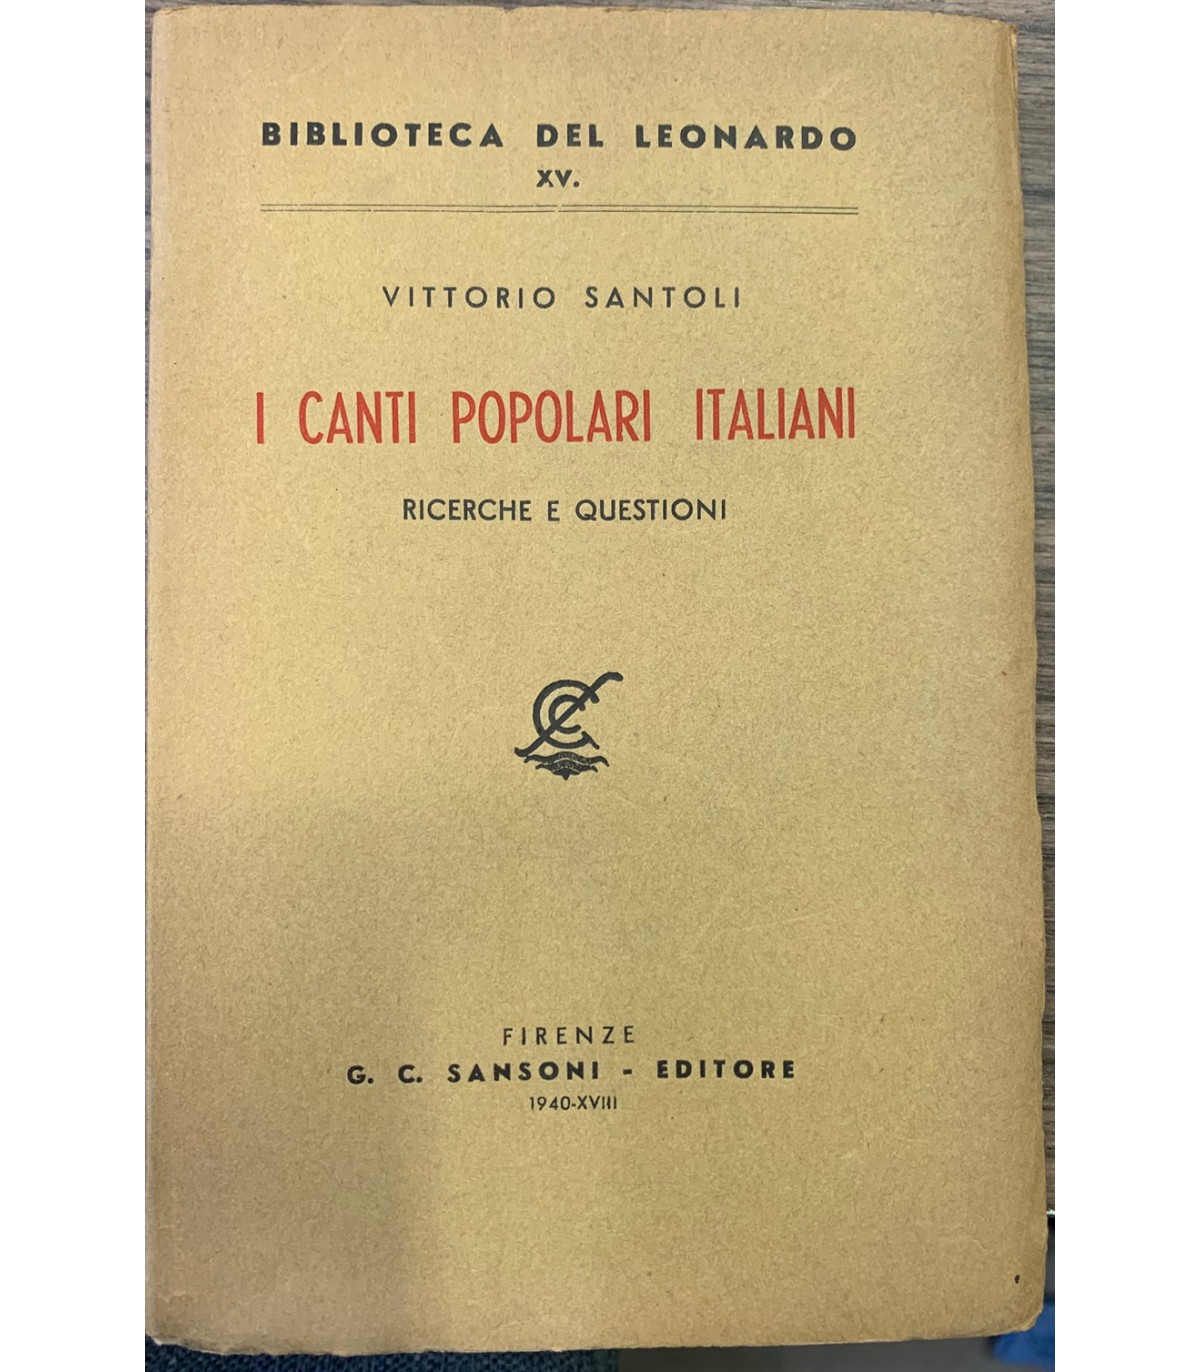 BIBLIOTECA DEL LEONARDO
XV.
VITTORIO SANTOLI
I CANTI POPOLARI ITALIANI
RICERCHE E QUESTIONI
FIRENZE
G. C. SANSONI - EDITORE
1940-XVIII